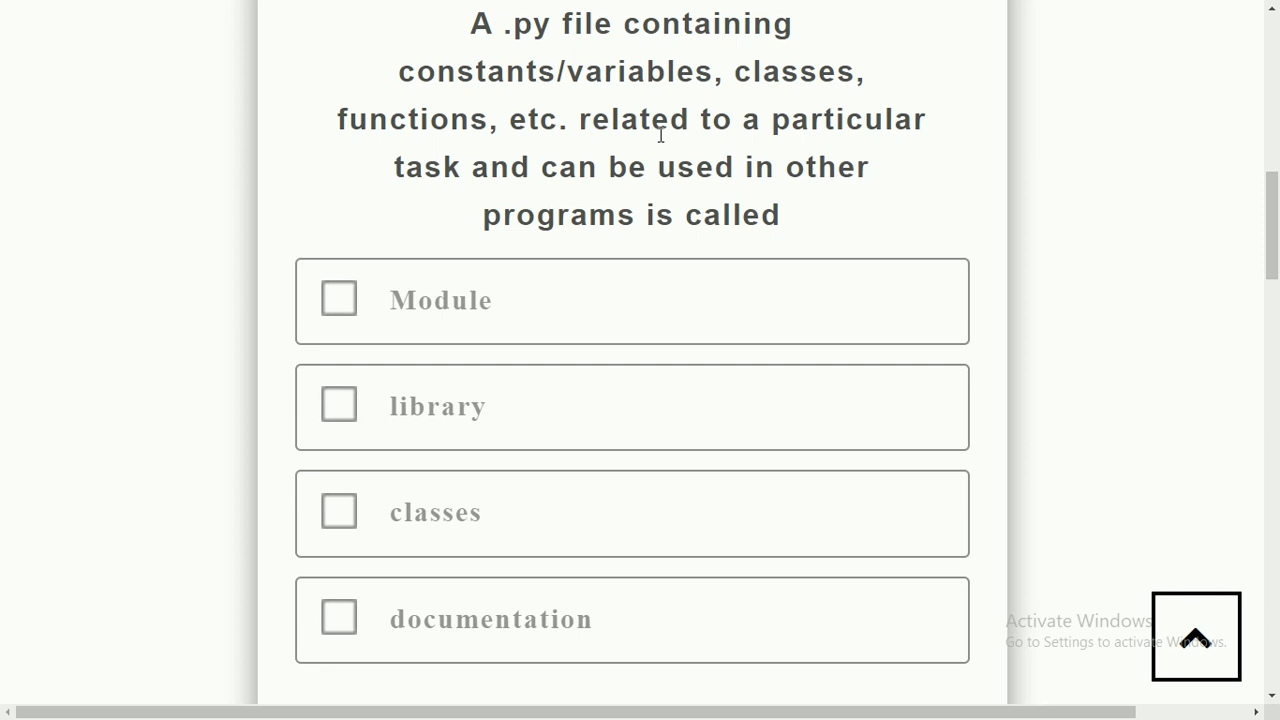 A .py file containing
constants/variables, classes,
functions, etc. related to a particular
task and can be used in other
programs is called
Module
library
classes
documentation
Activate Windows
Go to Settings to activate Windows.